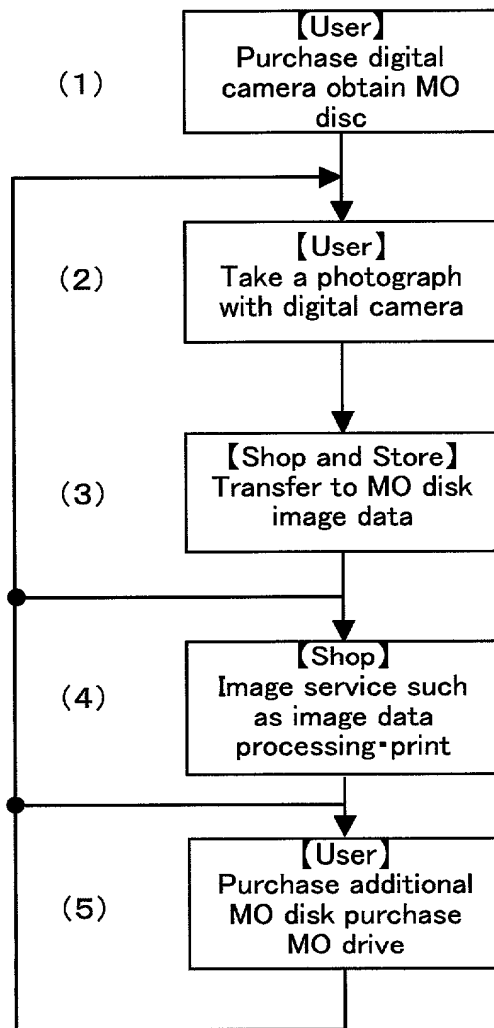 【User】
Purchase digital
camera obtain MO
disc
(1)
【User】
Take a photograph
with digital camera
(2)
【Shop and Store】
Transfer to MO disk
image data
(3)
【Shop】
Image service such
as image data
processing▪print
(4)
【User】
Purchase additional
MO disk purchase
MO drive
(5)